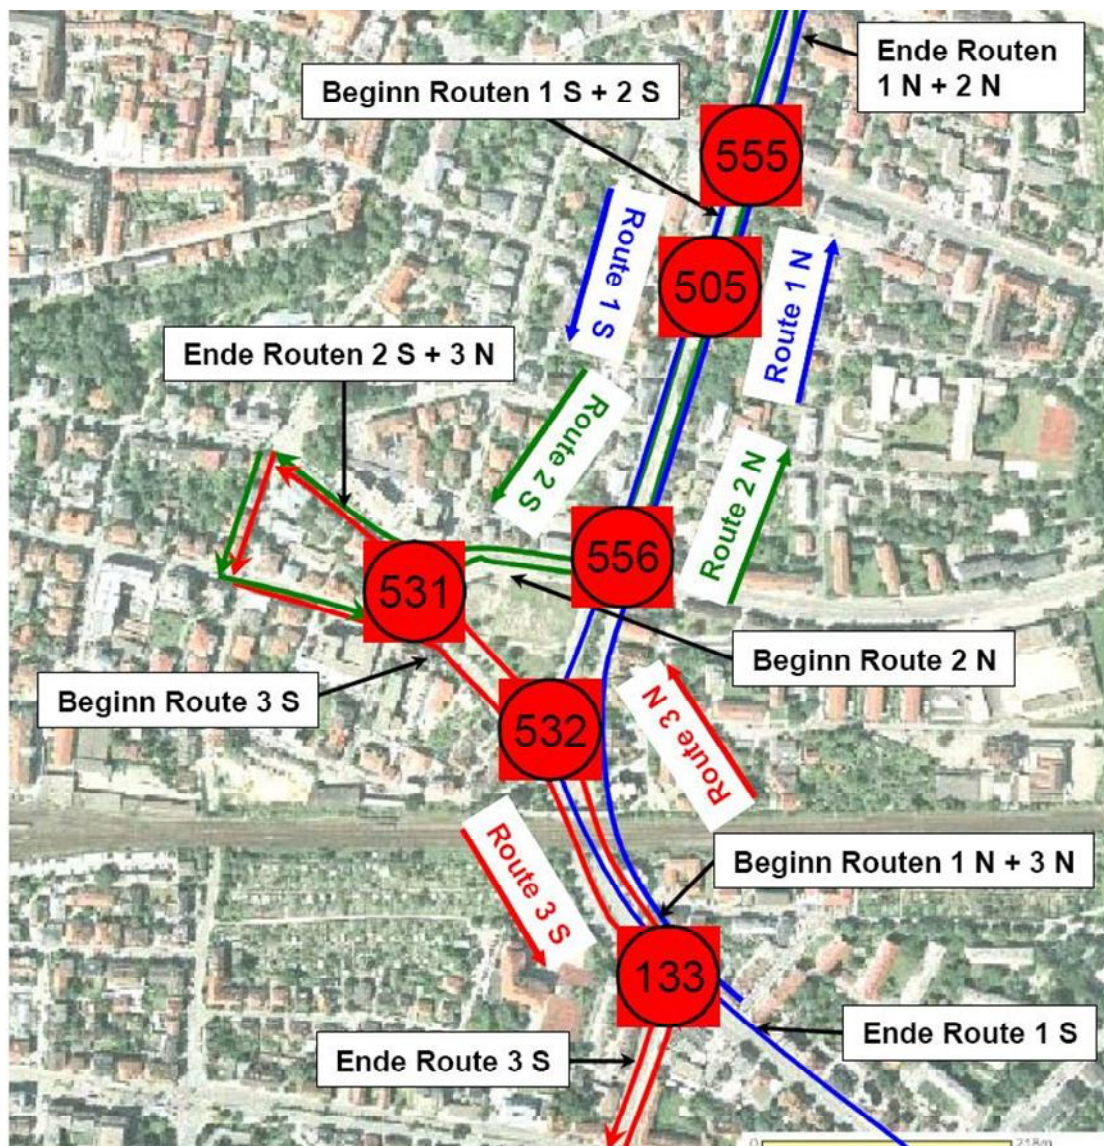 Ende Routen
1 N + 2 N
Beginn Routen 1 S + 2 S
555
Route 1 S
505
Route 1 N
Ende Routen 2 S + 3 N
Route 2 S
Route 2 N
556
531
Beginn Route 2 N
Beginn Route 3 S
532
Route 3 N
Route 3 S
Beginn Routen 1 N + 3 N
133
Ende Route 1 S
Ende Route 3 S
0
218m